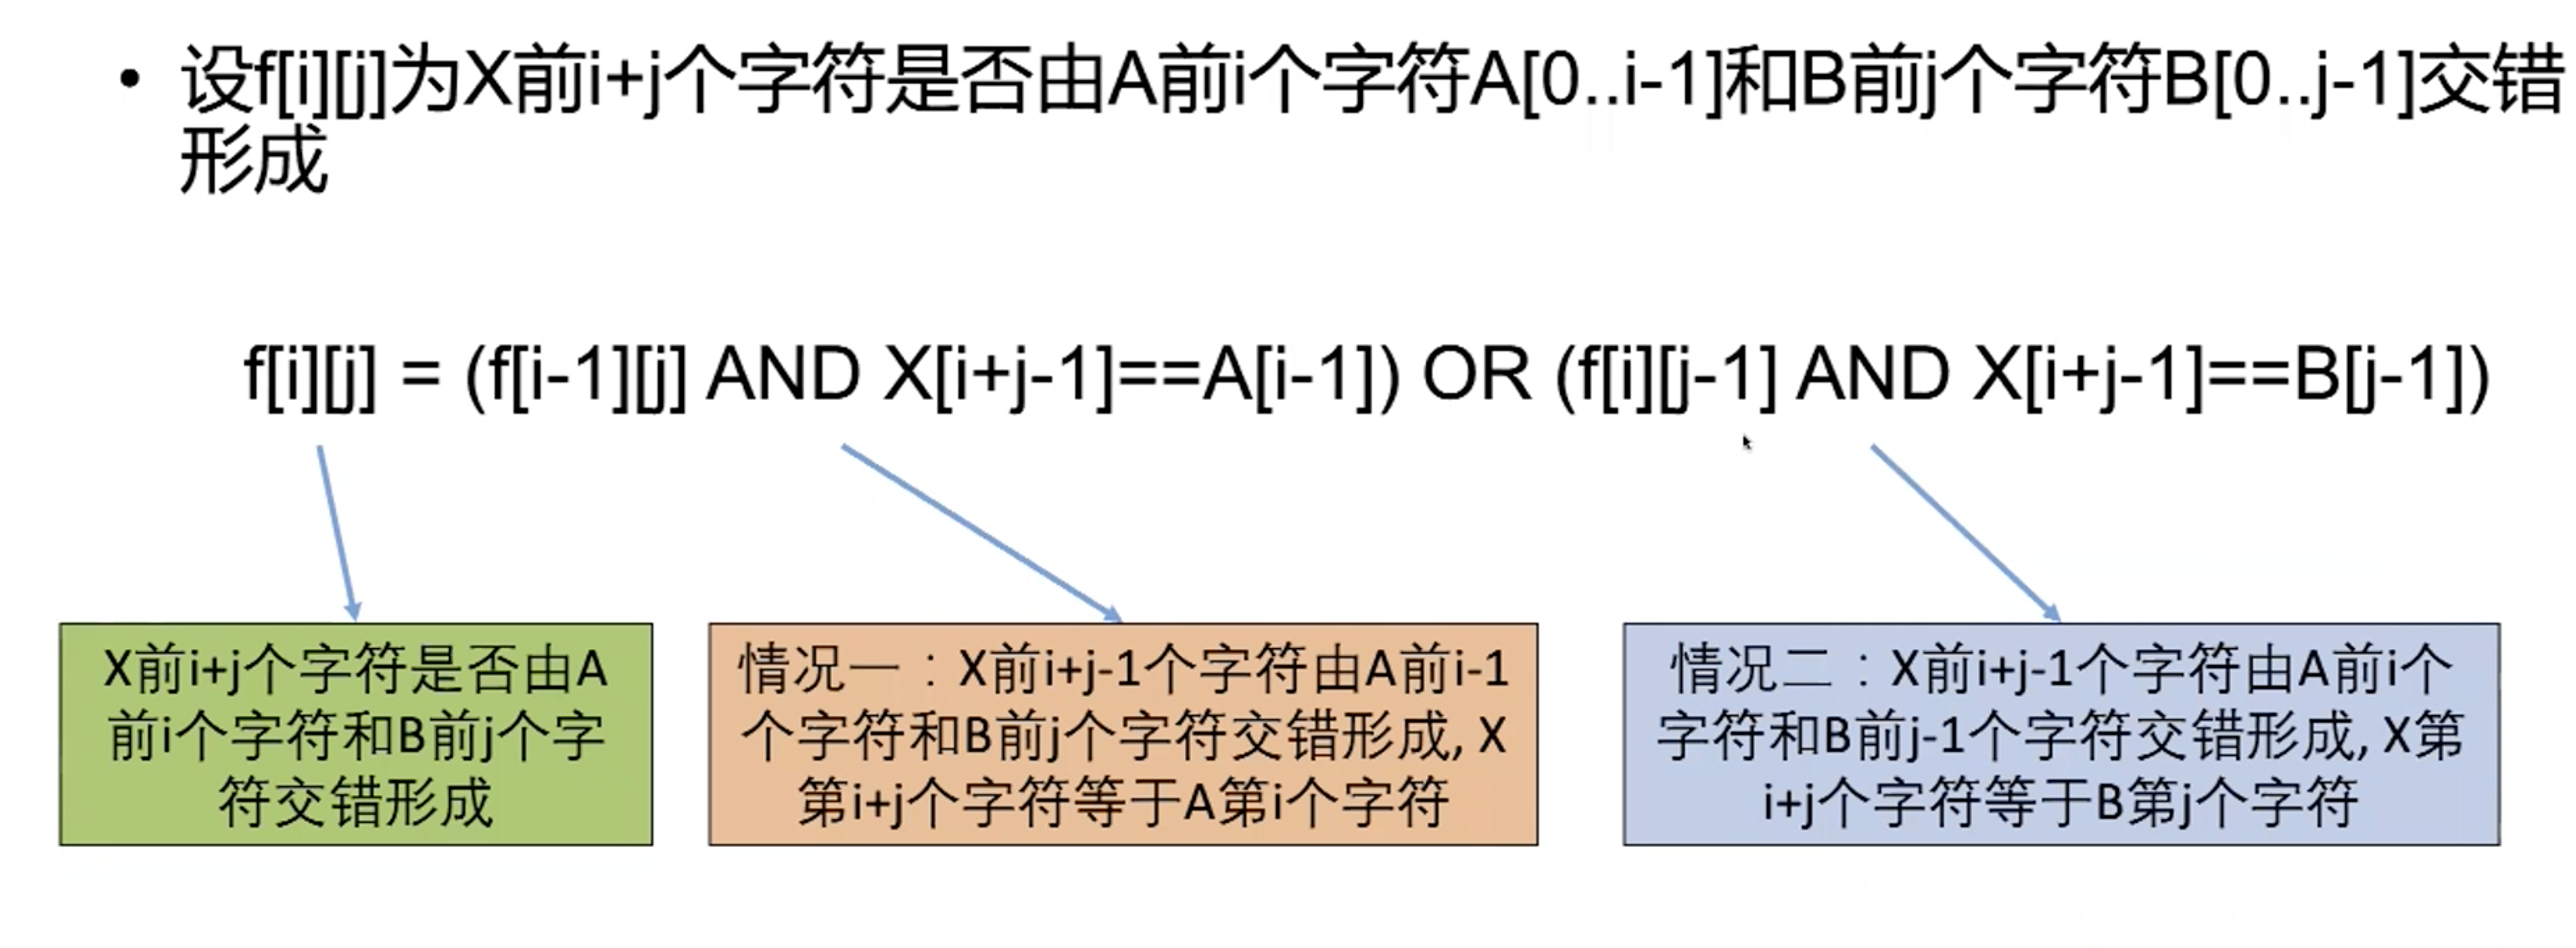 • 设f[i][j]为X前i+j个字符是否由A前i个字符A[0..i-1]和B前j个字符B[0..j-1]交错
形成
f[i][j] = (f[i-1][j] AND X[i+j-1]==A[i-1]) OR (f[i][j-1] AND X[i+j-1]==B[j-1])
X前i+j个字符是否由A
前i个字符和B前j个字
符交错形成
情况一：X前i+j-1个字符由A前i-1
个字符和B前j个字符交错形成, X
第i+j个字符等于A第i个字符
情况二：X前i+j-1个字符由A前i个
字符和B前j-1个字符交错形成, X第
i+j个字符等于B第j个字符